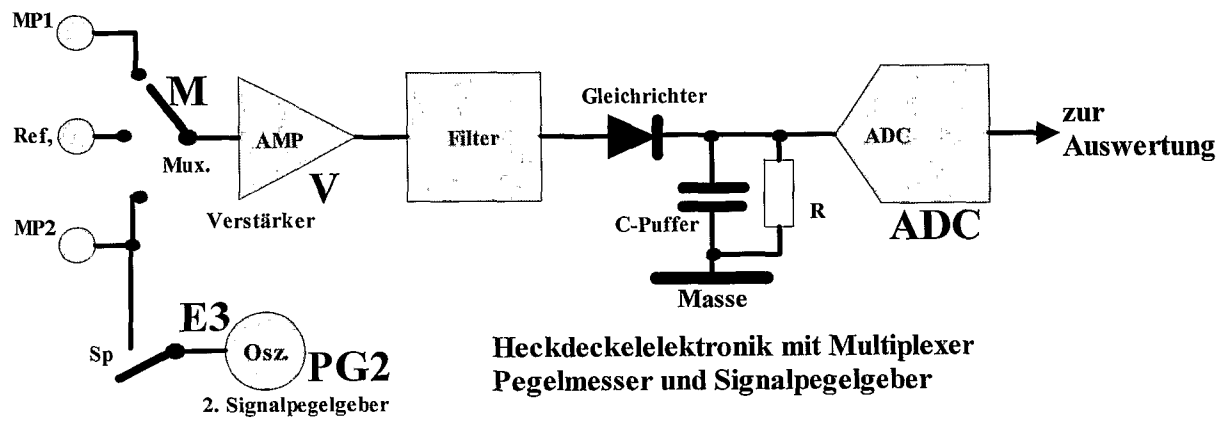 MP1
M
Ref,
Mux.
AMP
V
Verstärker
Filter
Gleichrichter
C-Puffer
R
Masse
ADC
ADC
zur
Auswertung
MP2
Sp
E3
Osz.
PG2
2. Signalpegelgeber
Heckdeckelelektronik mit Multiplexer
Pegelmesser und Signalpegelgeber